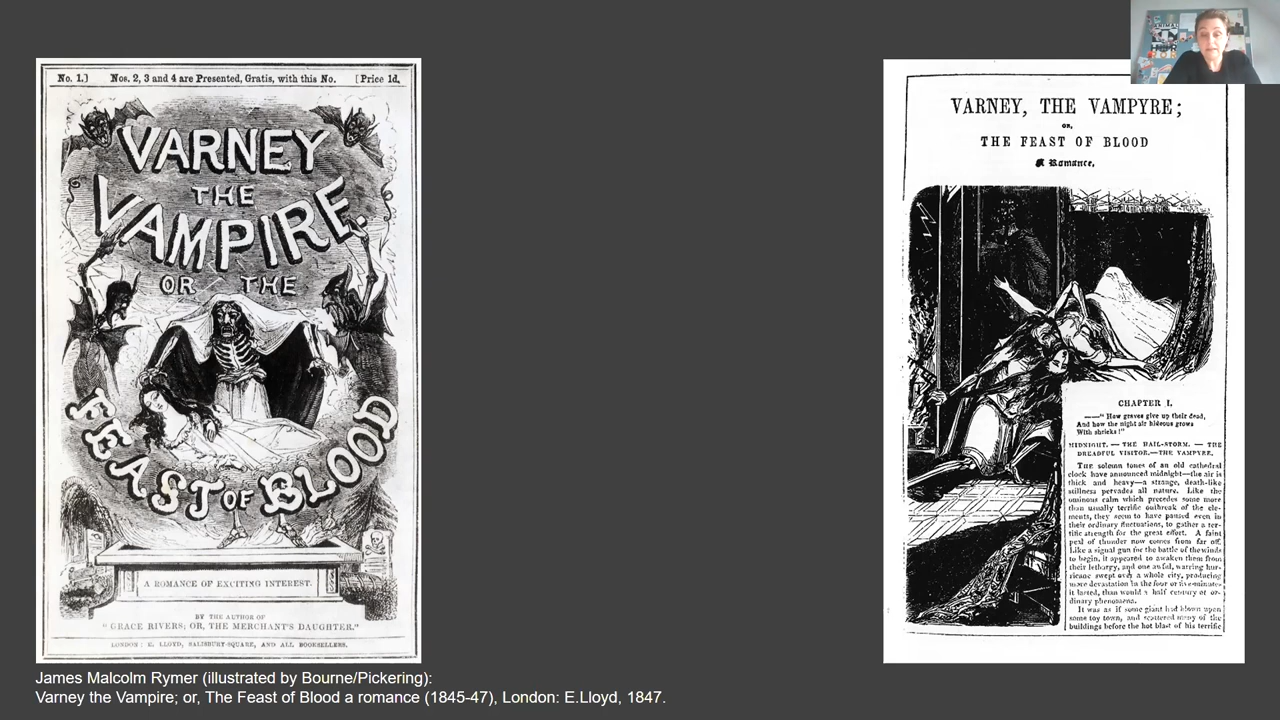 No. 1.] Nos. 2, 3 and 4 are Presented, Gratis, with this No. [Price 1d.
VARNEY
THE
VAMPIRE.
OR THE
FEAST OF BLOOD
A ROMANCE OF EXCITING INTEREST.
BY THE AUTHOR OF
"GRACE RIVERS; OR, THE MERCHANT'S DAUGHTER."
LONDON: E. LLOYD, SALISBURY-SQUARE, AND ALL BOOKSELLERS.
VARNEY, THE VAMPYRE;
OR,
THE FEAST OF BLOOD
A Romance.
CHAPTER I.
——"How graves give up their dead,
And how the night air hideous grows
With shrieks!"
MIDNIGHT. — THE HAIL-STORM. — THE
DREADFUL VISITOR.—THE VAMPYRE.
THE solemn tones of an old cathedral
clock have announced midnight—the air is
thick and heavy—a strange, death-like
stillness pervades all nature. Like the
ominous calm which precedes some more
than usually terrific outbreak of the ele-
ments, they seem to have paused even in
their ordinary fluctuations, to gather a ter-
rific strength for the great effort. A faint
peal of thunder now comes from far off.
Like a signal gun for the battle of the winds
to begin, it appeared to awaken them from
their lethargy, and one awful, warring hur-
ricane swept over a whole city, producing
more devastation in the four or five minutes
it lasted, than would a half century of or-
dinary phenomena.
It was as if some giant had blown upon
some toy town, and scattered many of the
buildings before the hot blast of his terrific
James Malcolm Rymer (illustrated by Bourne/Pickering):
Varney the Vampire; or, The Feast of Blood a romance (1845-47), London: E.Lloyd, 1847.